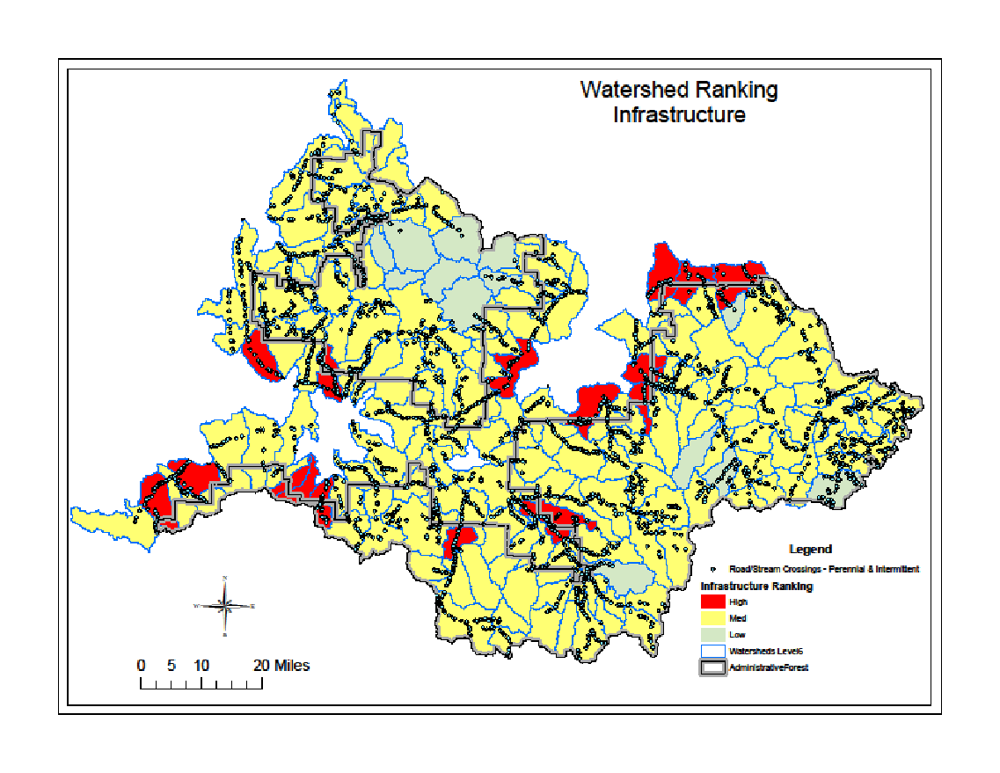 Watershed Ranking
Infrastructure
N
W E
S
0 5 10 20 Miles
Legend
Road/Stream Crossings - Perennial & Intermittent
Infrastructure Ranking
High
Med
Low
Watersheds Level6
AdministrativeForest